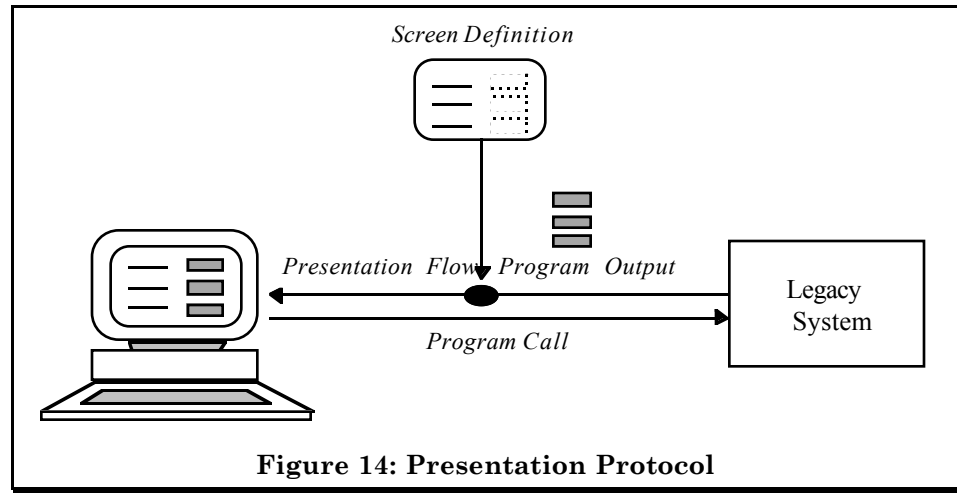 Screen Definition
Presentation Flow Program Output
Legacy
System
Program Call
Figure 14: Presentation Protocol